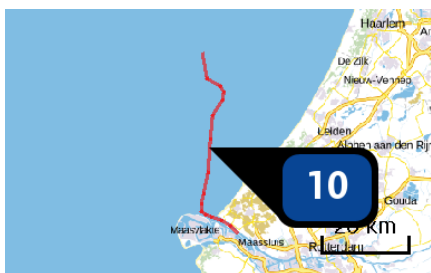 Haarlem
De Zilk
Nieuw-Vennep
Leiden
Alphen aan den Rijn
10
Gouda
Maasvlakte
20 km
Maassluis
Rotterdam